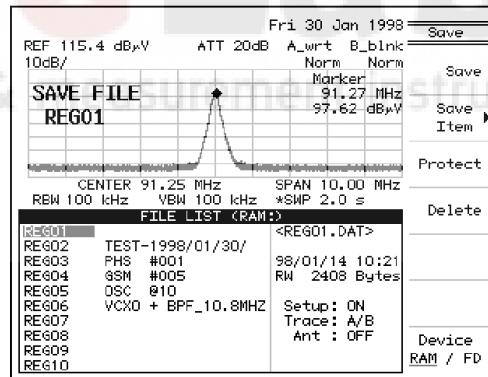 Fri 30 Jan 1998
REF 115.4 dBμV ATT 20dB A_wrt B_blnk
10dB/ Norm Norm
Marker
91.27 MHz
97.62 dBμV
SAVE FILE
REG01
CENTER 91.25 MHz SPAN 10.00 MHz
RBW 100 kHz VBW 100 kHz *SWP 2.0 s
FILE LIST (RAM:)
REG01
REG02 TEST-1998/01/30/
REG03 PHS #001
REG04 GSM #005
REG05 OSC @10
REG06 VCXO + BPF_10.8MHZ
REG07
REG08
REG09
REG10
<REG01.DAT>
98/01/14 10:21
RW 2408 Bytes
Setup: ON
Trace: A/B
Ant : OFF
Save
Save
Save
Item
Protect
Delete
Device
RAM / FD